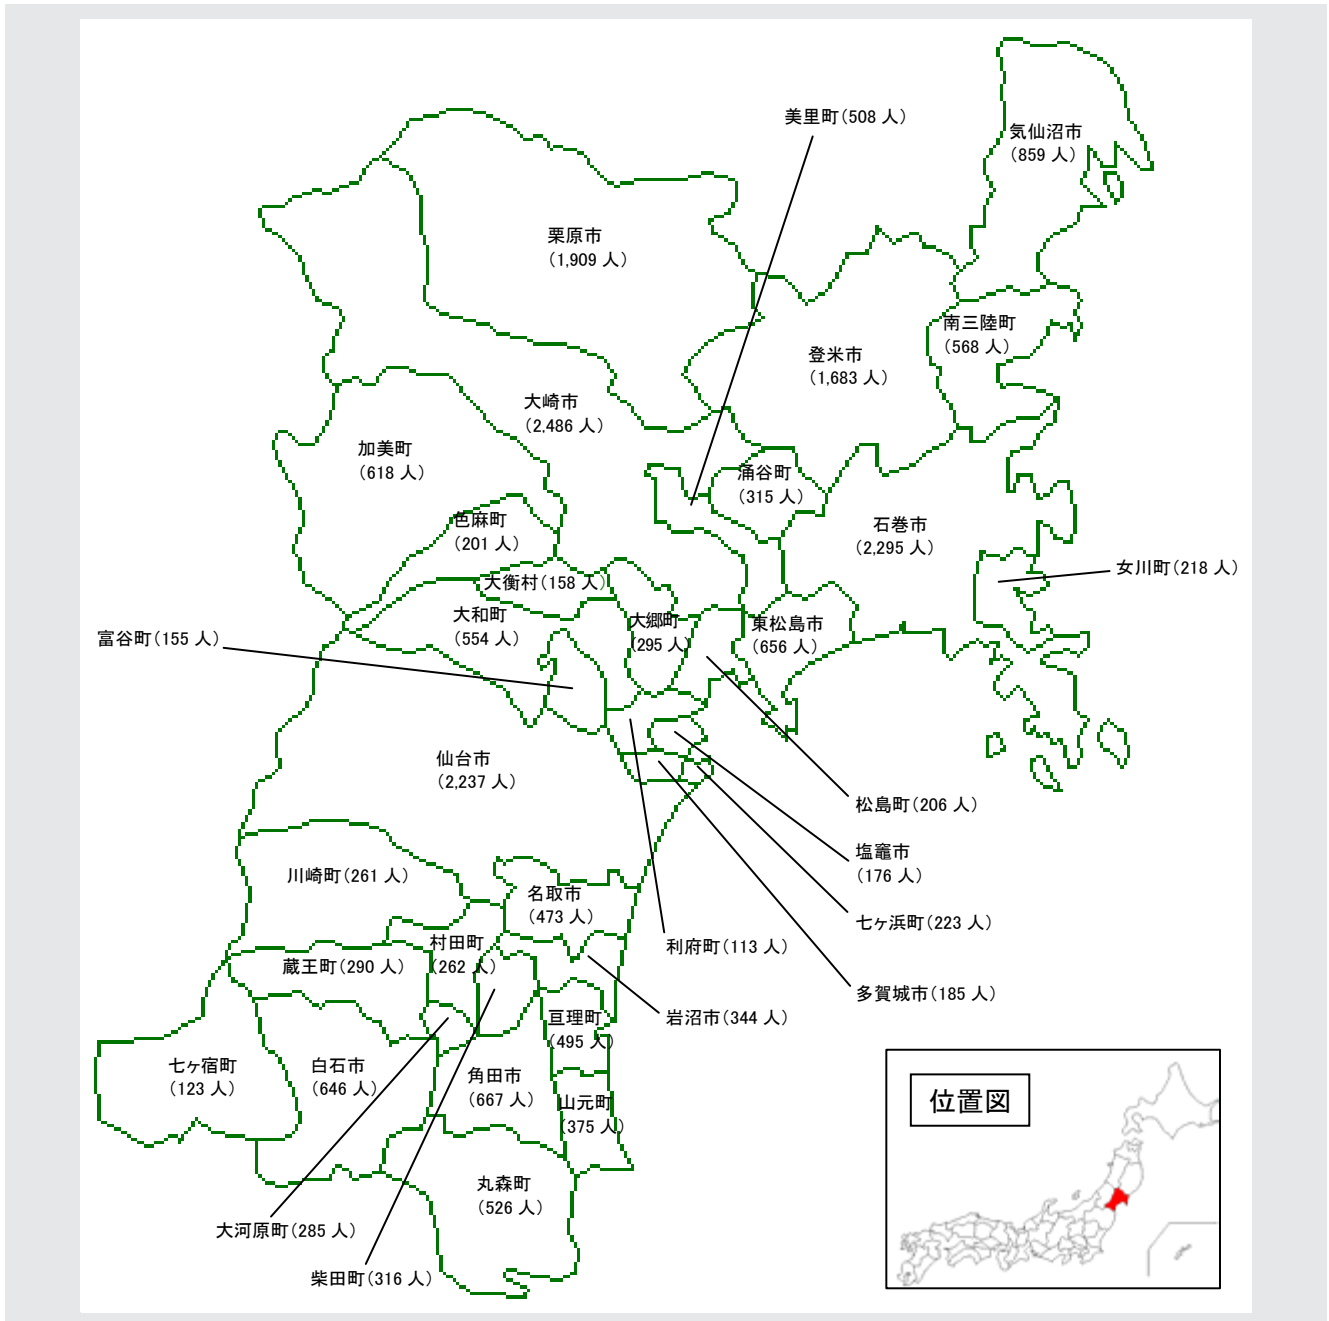 美里町(508 人)
気仙沼市
(859 人)
栗原市
(1,909 人)
南三陸町
(568 人)
登米市
(1,683 人)
大崎市
(2,486 人)
加美町
(618 人)
涌谷町
(315 人)
色麻町
(201 人)
石巻市
(2,295 人)
女川町(218 人)
大衡村(158 人)
大和町
(554 人)
大郷町
(295 人)
東松島市
(656 人)
富谷町(155 人)
仙台市
(2,237 人)
松島町(206 人)
塩竈市
(176 人)
川崎町(261 人)
名取市
(473 人)
七ヶ浜町(223 人)
利府町(113 人)
村田町
(262 人)
蔵王町(290 人)
多賀城市(185 人)
岩沼市(344 人)
亘理町
(495 人)
七ヶ宿町
(123 人)
白石市
(646 人)
角田市
(667 人)
山元町
(375 人)
位置図
丸森町
(526 人)
大河原町(285 人)
柴田町(316 人)